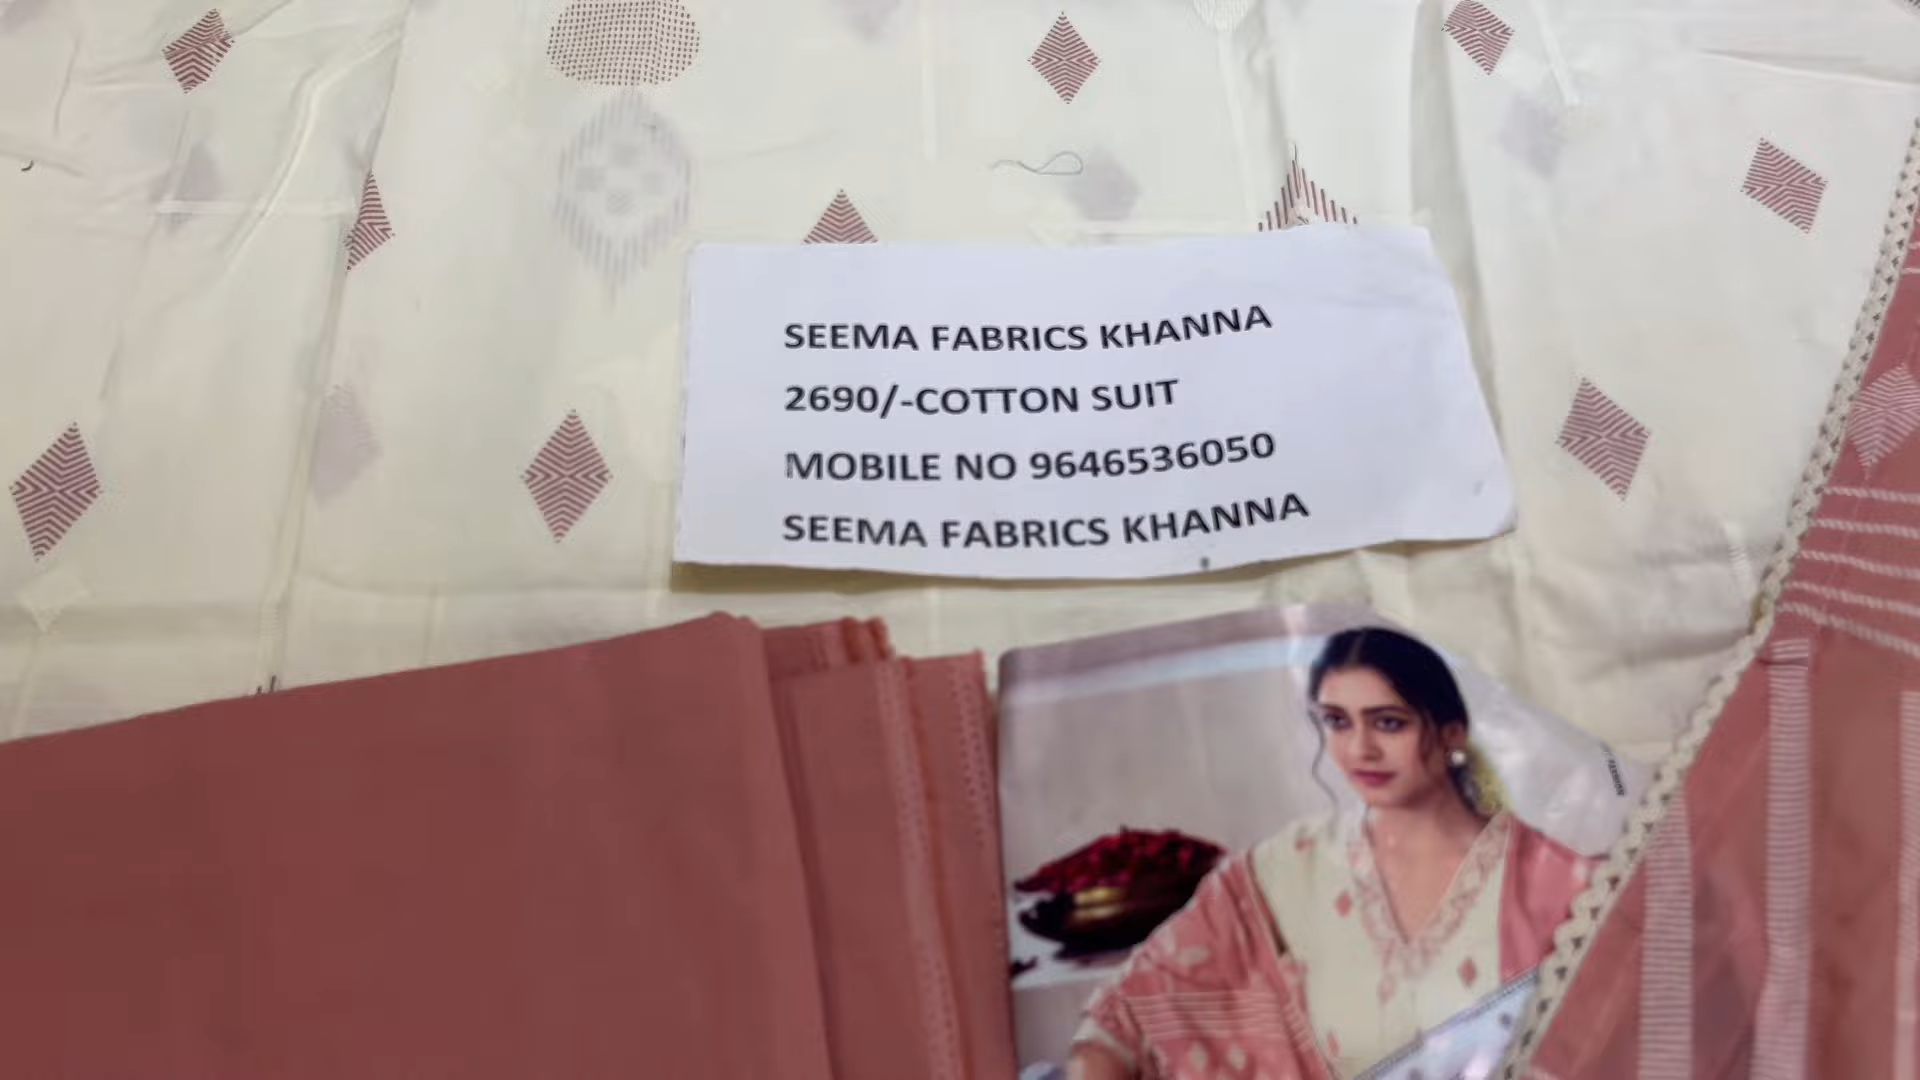 SEEMA FABRICS KHANNA
2690/-COTTON SUIT
MOBILE NO 9646536050
SEEMA FABRICS KHANNA